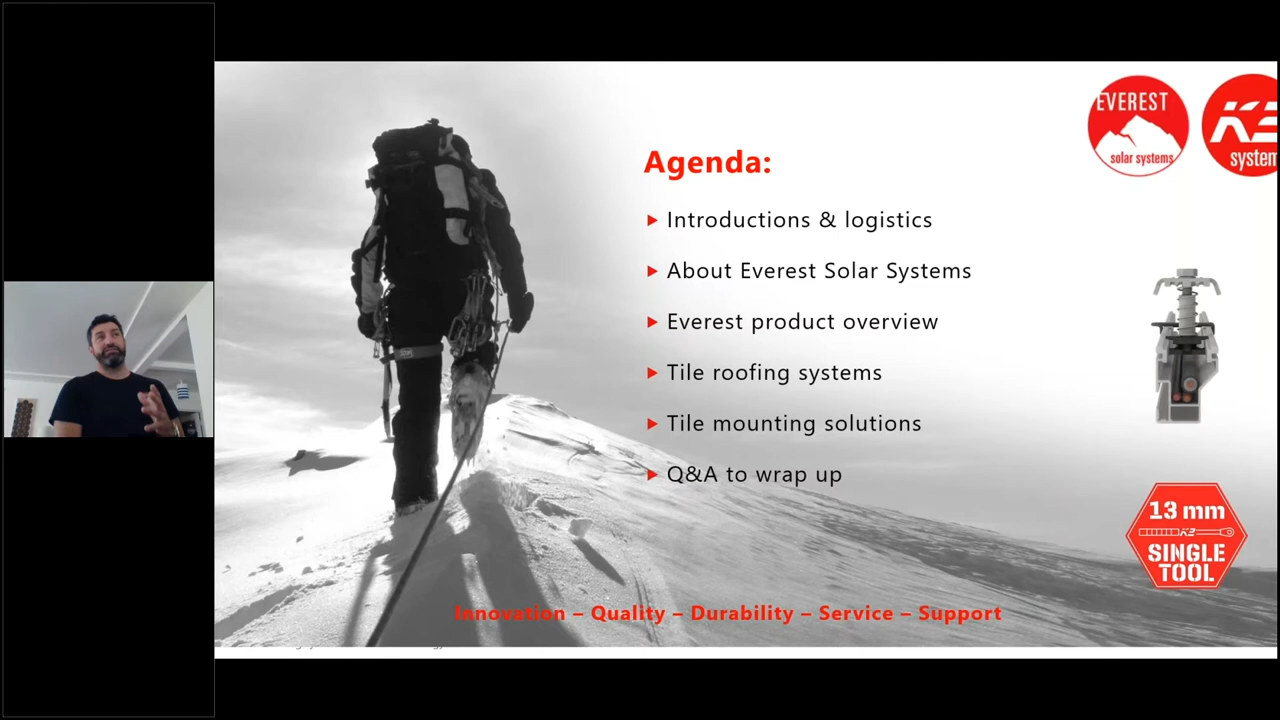 EVEREST
solar systems
K2
system
Agenda:
Introductions & logistics
About Everest Solar Systems
Everest product overview
Tile roofing systems
Tile mounting solutions
Q&A to wrap up
13 mm
K2
SINGLE
TOOL
Innovation – Quality – Durability – Service – Support